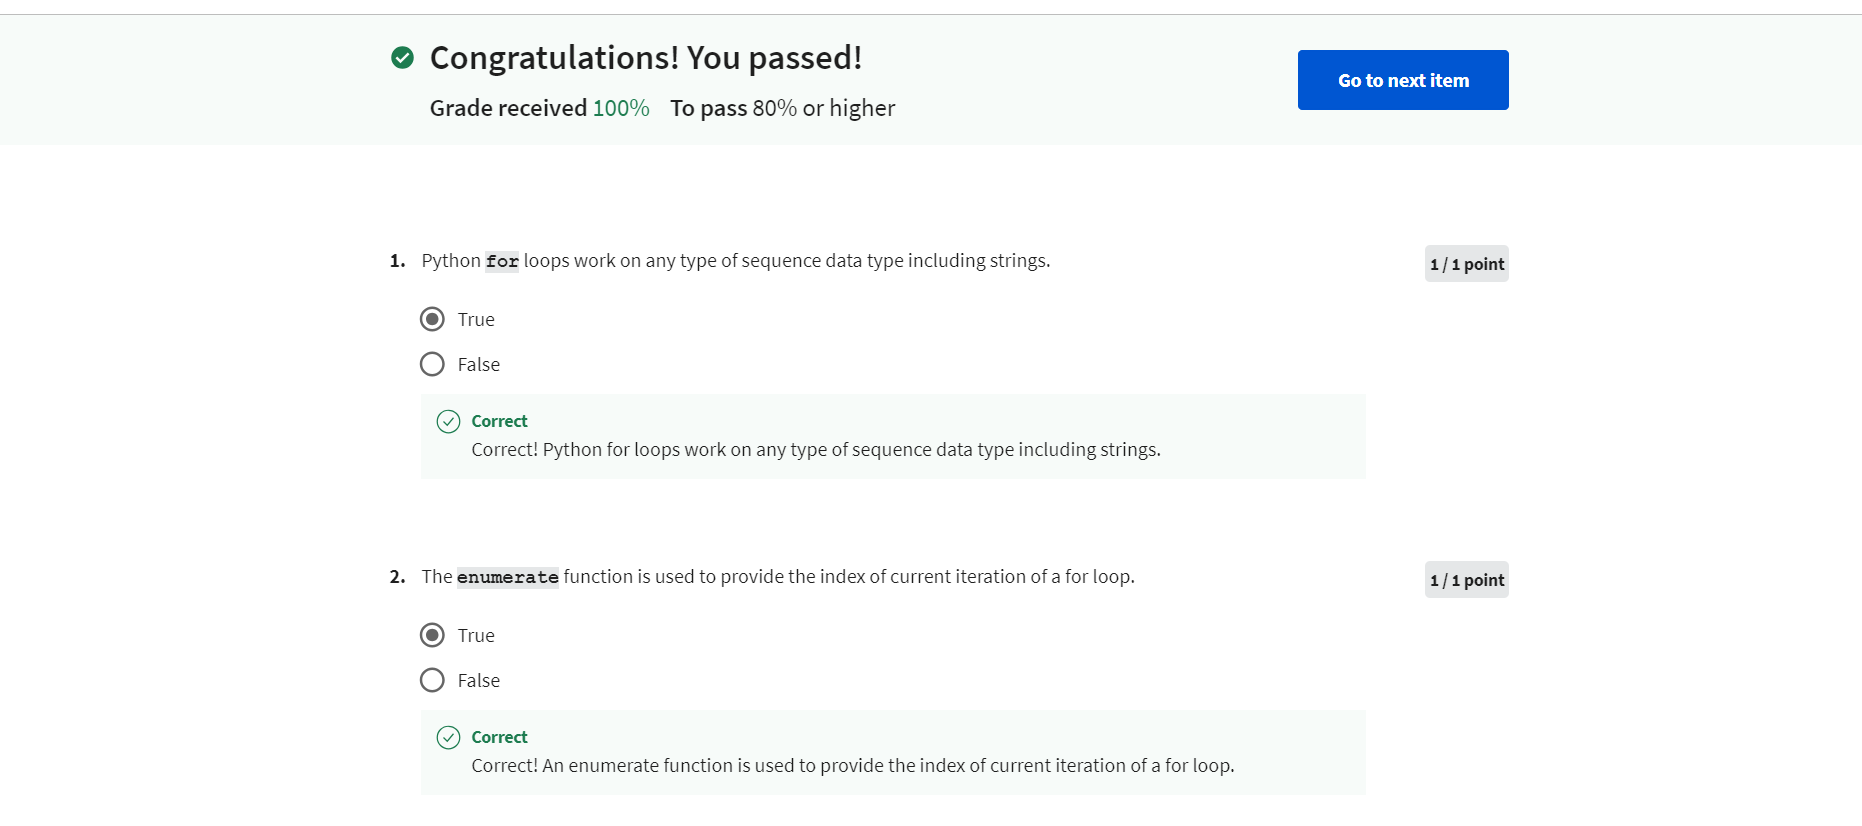 Congratulations! You passed!
Go to next item
Grade received 100% To pass 80% or higher
1. Python for loops work on any type of sequence data type including strings.
1 / 1 point
True
False
Correct
Correct! Python for loops work on any type of sequence data type including strings.
2. The enumerate function is used to provide the index of current iteration of a for loop.
1 / 1 point
True
False
Correct
Correct! An enumerate function is used to provide the index of current iteration of a for loop.